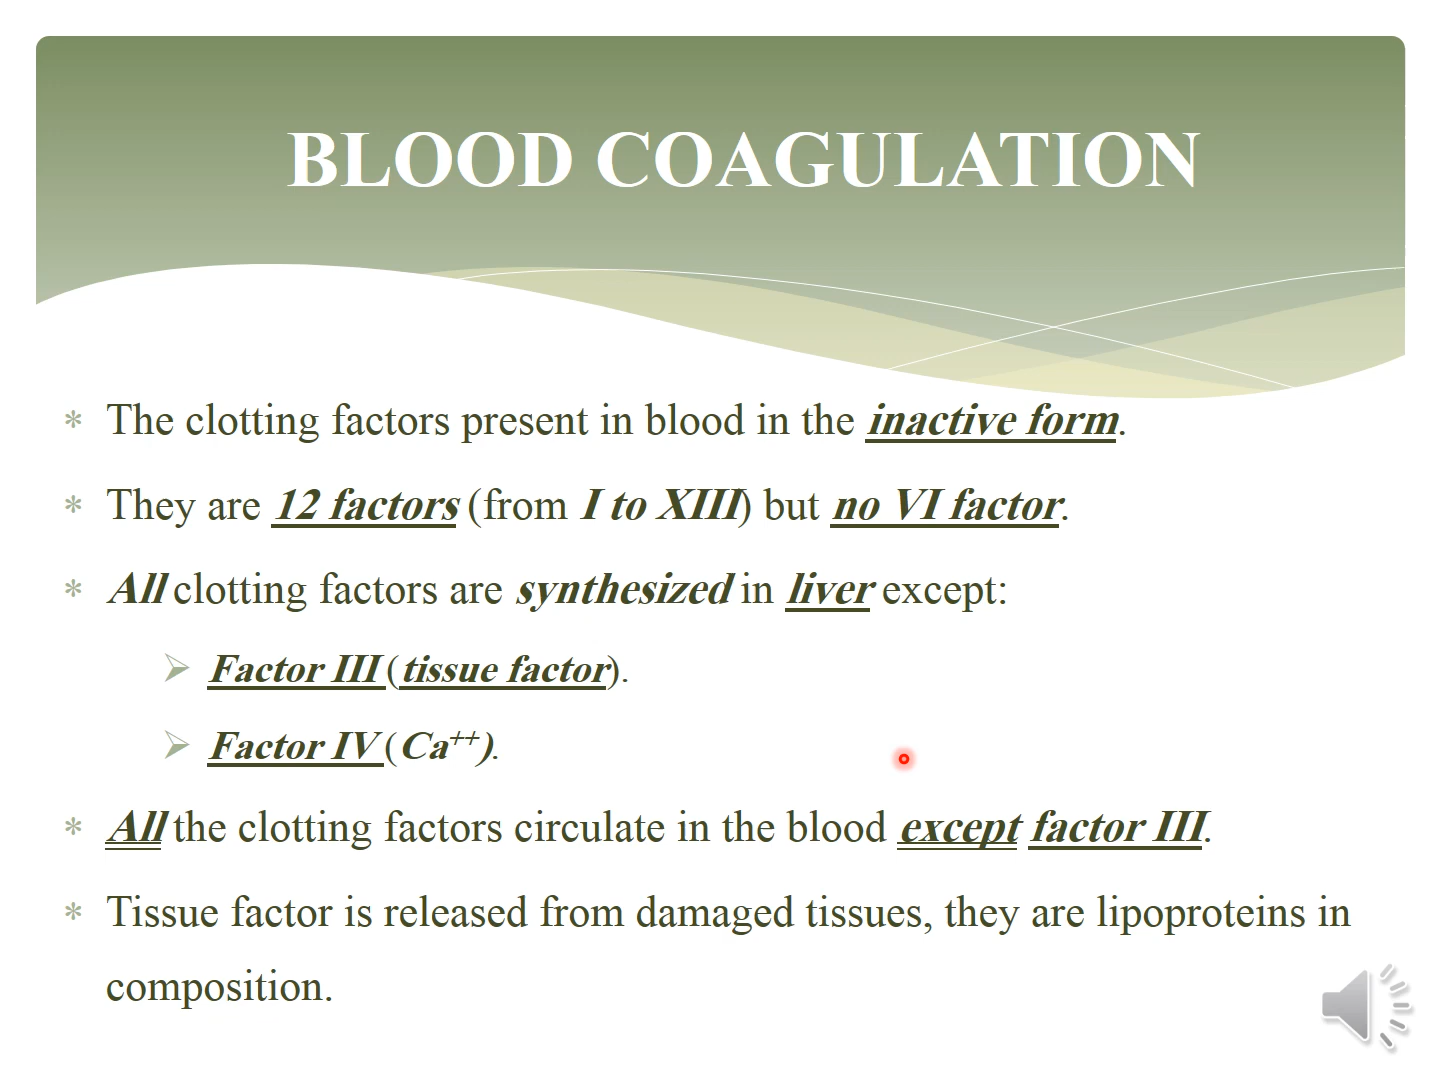 BLOOD COAGULATION
* The clotting factors present in blood in the inactive form.
* They are 12 factors (from I to XIII) but no VI factor.
* All clotting factors are synthesized in liver except:
➢ Factor III (tissue factor).
➢ Factor IV (Ca⁺⁺).
* All the clotting factors circulate in the blood except factor III.
* Tissue factor is released from damaged tissues, they are lipoproteins in
composition.